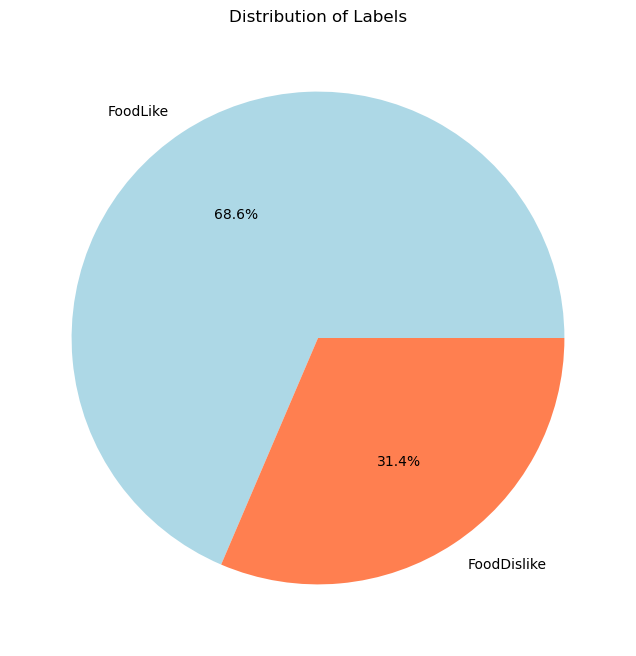 Distribution of Labels
FoodLike
68.6%
31.4%
FoodDislike